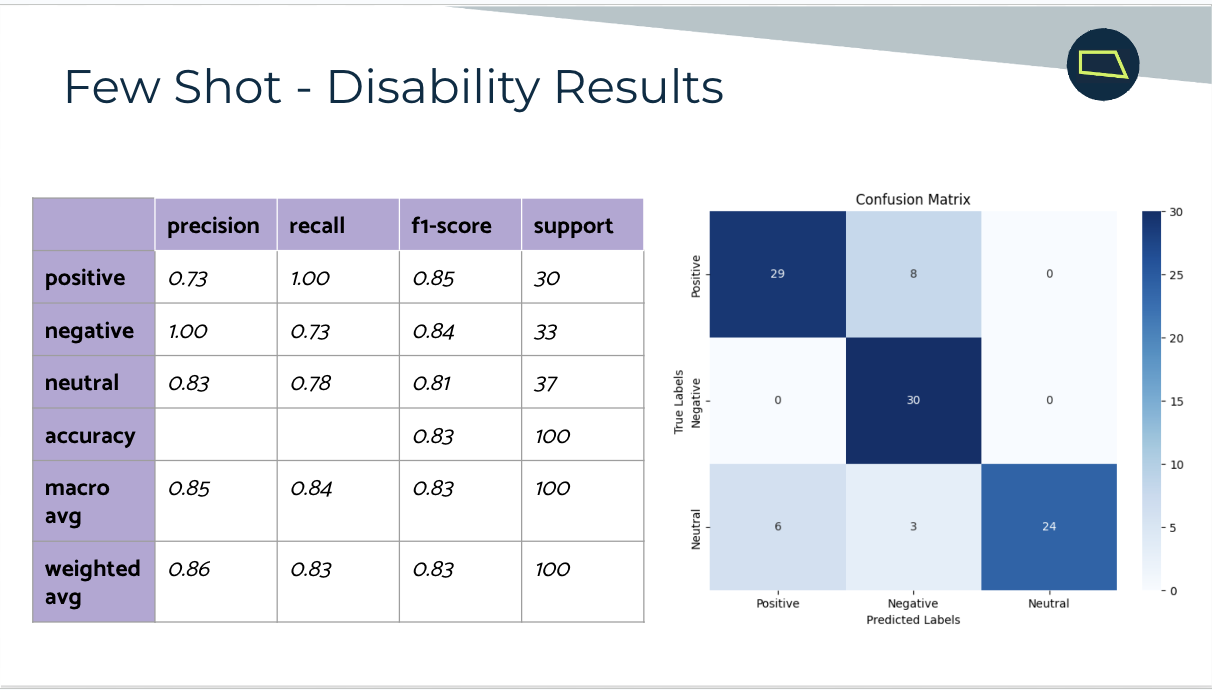 Few Shot - Disability Results
precision recall f1-score support
positive 0.73 1.00 0.85 30
negative 1.00 0.73 0.84 33
neutral 0.83 0.78 0.81 37
accuracy 0.83 100
macro avg 0.85 0.84 0.83 100
weighted avg 0.86 0.83 0.83 100
Confusion Matrix
True Labels
Positive 29 8 0
Negative 0 30 0
Neutral 6 3 24
Positive Negative Neutral
Predicted Labels
30
25
20
15
10
5
0